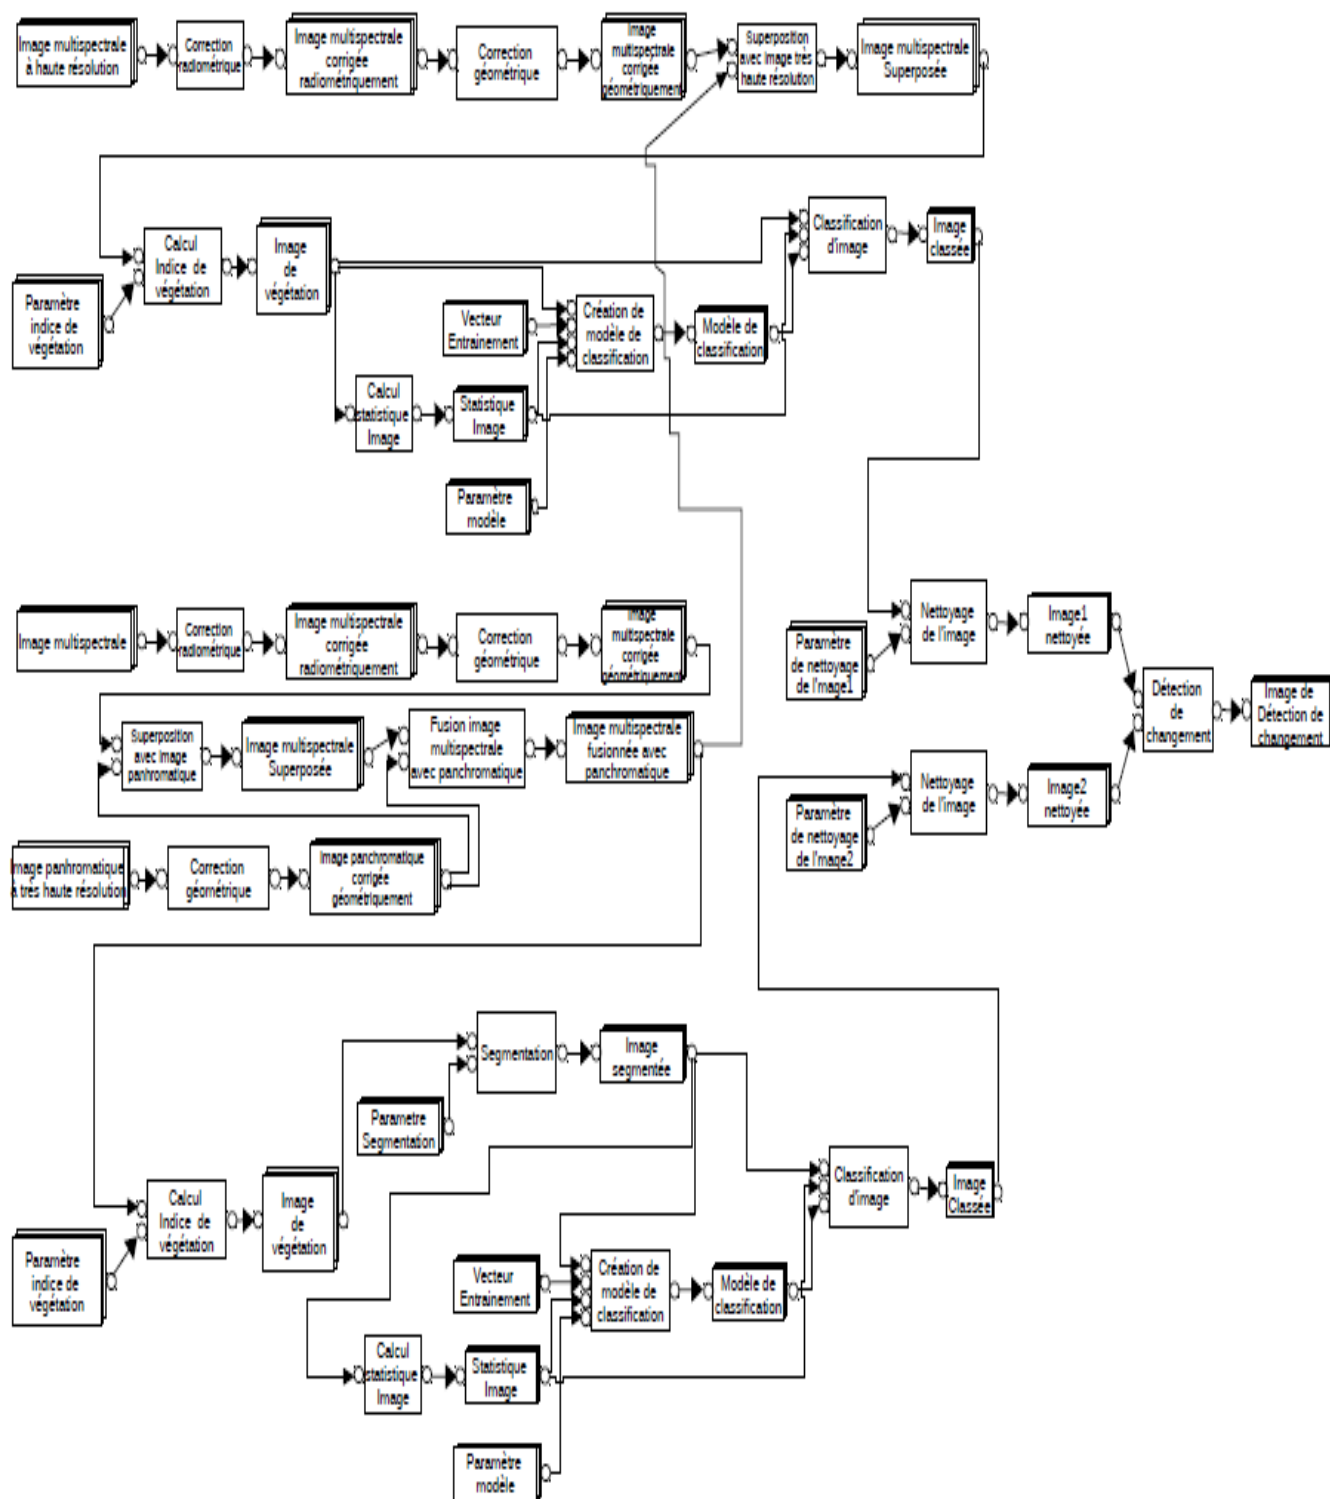 Image multispectrale
à haute résolution
Correction
radiométrique
Image multispectrale
corrigée
radiométriquement
Correction
géométrique
Image
multispectrale
corrigée
géométriquement
Superposition
avec image très
haute résolution
Image multispectrale
Superposée
Paramètre
indice de
végétation
Calcul
Indice de
végétation
Image
de
végétation
Vecteur
Entrainement
Calcul
statistique
Image
Statistique
Image
Paramètre
modèle
Création de
modèle de
classification
Modèle de
classification
Classification
d'image
Image
classée
Image multispectrale
Correction
radiométrique
Image multispectrale
corrigée
radiométriquement
Correction
géométrique
Image
multispectrale
corrigée
géométriquement
Superposition
avec image
panhromatique
Image multispectrale
Superposée
Fusion image
multispectrale
avec panchromatique
Image multispectrale
fusionnée avec
panchromatique
Image panhromatique
à trés haute résolution
Correction
géométrique
Image panchromatique
corrigée
géométriquement
Paramètre
de nettoyage
de l'mage1
Nettoyage
de l'image
Image1
nettoyée
Paramètre
de nettoyage
de l'mage2
Nettoyage
de l'image
Image2
nettoyée
Détection
de
changement
Image de
Détection de
changement
Segmentation
Image
segmentée
Parametre
Segmentation
Paramètre
indice de
végétation
Calcul
Indice de
végétation
Image
de
végétation
Vecteur
Entrainement
Calcul
statistique
Image
Statistique
Image
Paramètre
modèle
Création de
modèle de
classification
Modèle de
classification
Classification
d'image
Image
Classée